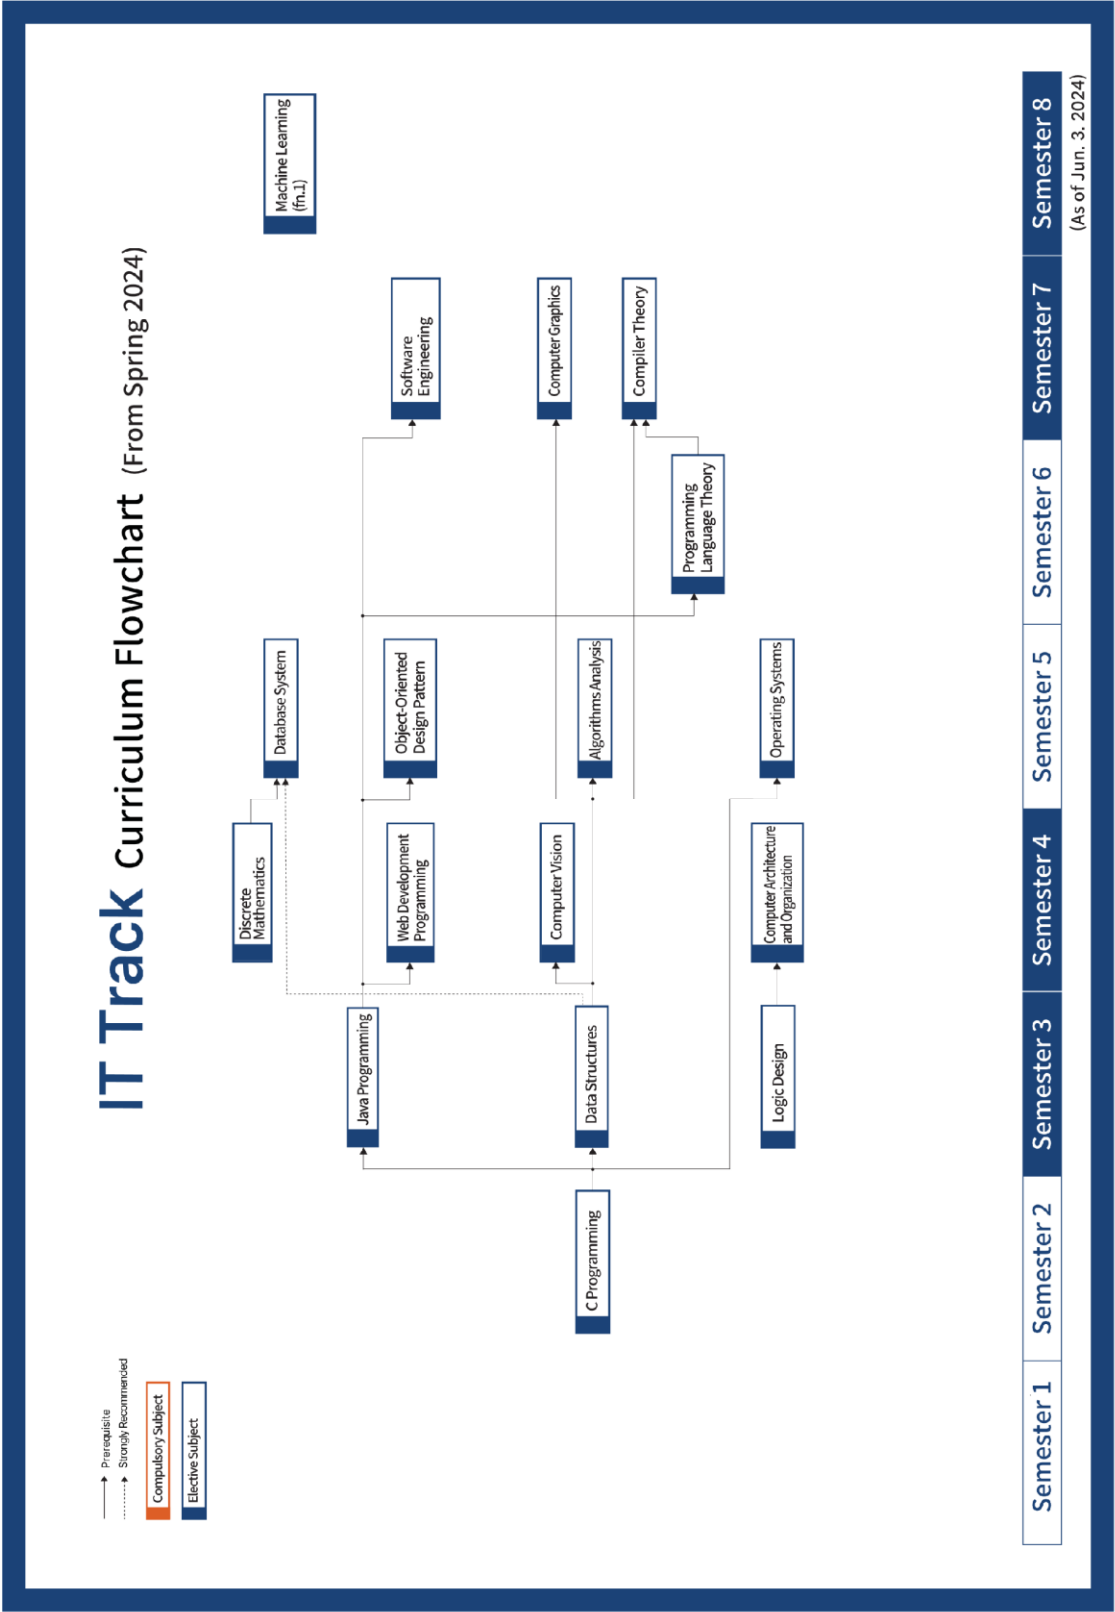 IT Track Curriculum Flowchart (From Spring 2024)
Prerequisite
Strongly Recommended
Compulsory Subject
Elective Subject
C Programming
Java Programming
Data Structures
Logic Design
Discrete
Mathematics
Web Development
Programming
Computer Vision
Computer Architecture
and Organization
Database System
Object-Oriented
Design Pattern
Algorithms Analysis
Operating Systems
Programming
Language Theory
Software
Engineering
Computer Graphics
Compiler Theory
Machine Learning
(fn.1)
Semester 1
Semester 2
Semester 3
Semester 4
Semester 5
Semester 6
Semester 7
Semester 8
(As of Jun. 3. 2024)